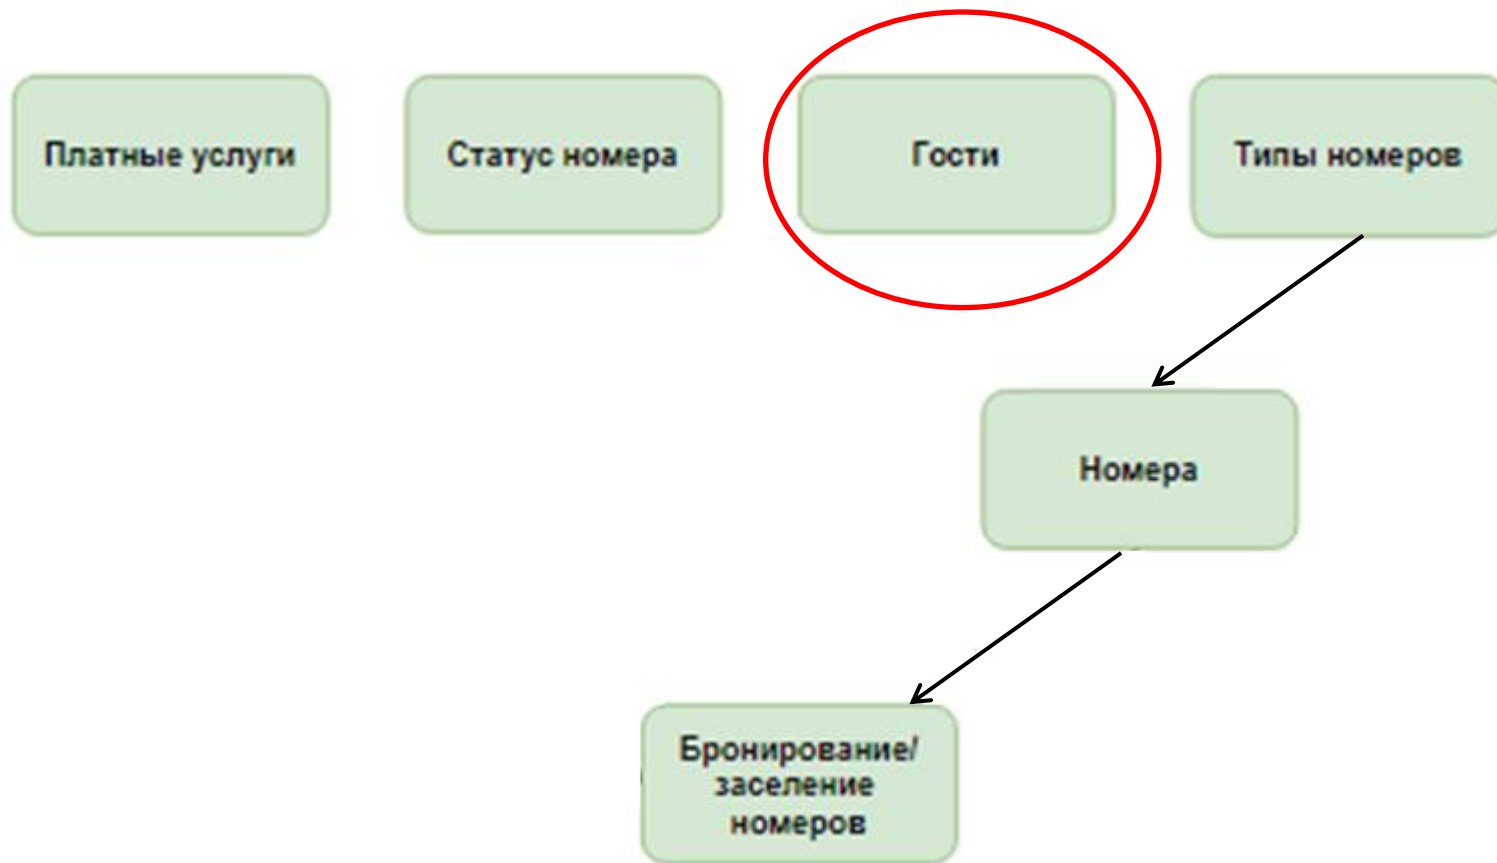 Платные услуги
Статус номера
Гости
Типы номеров
Номера
Бронирование/
заселение
номеров